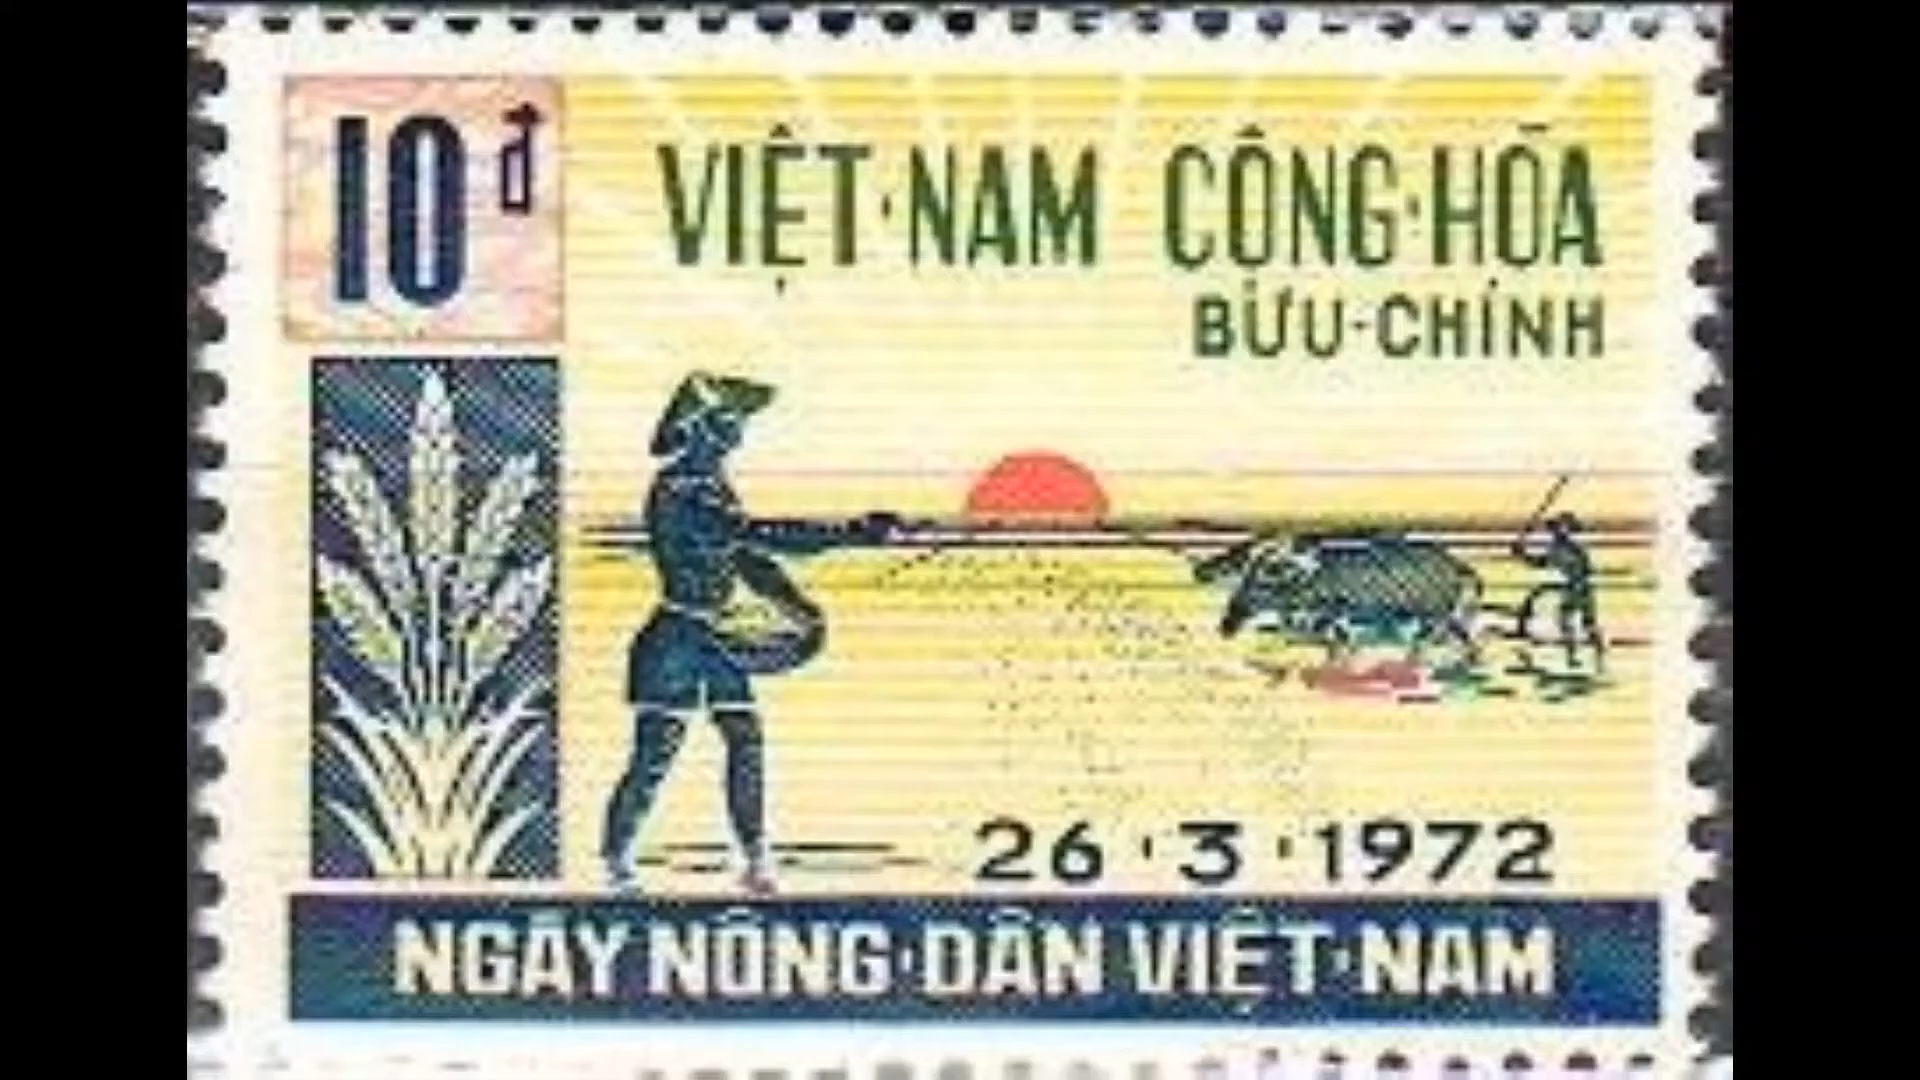 10đ
VIỆT·NAM CỘNG·HÒA
BƯU-CHÍNH
26·3·1972
NGÀY NÔNG·DÂN VIỆT·NAM